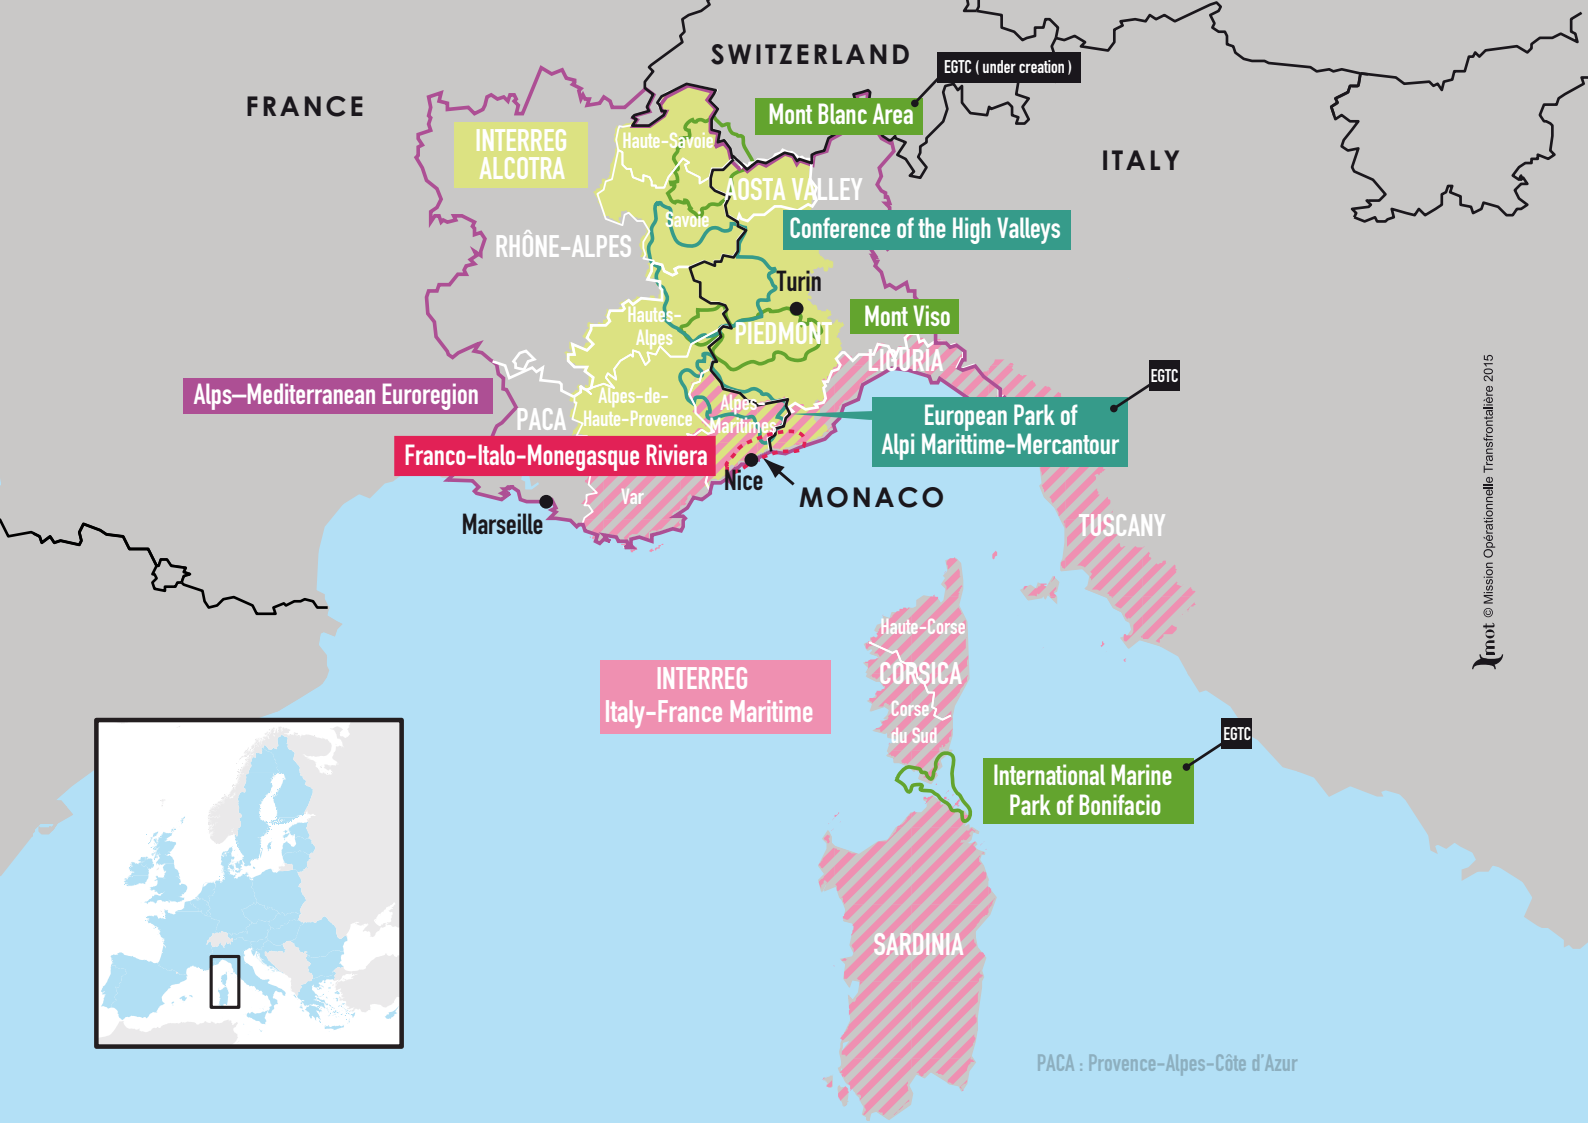 SWITZERLAND
EGTC ( under creation )
FRANCE
Mont Blanc Area
INTERREG
ALCOTRA
Haute-Savoie
ITALY
AOSTA VALLEY
Savoie
Conference of the High Valleys
RHÔNE-ALPES
Turin
Hautes-
Alpes
PIEDMONT
Mont Viso
LIGURIA
EGTC
Alps–Mediterranean Euroregion
PACA
Alpes-de-
Haute-Provence
Alpes-
Maritimes
European Park of
Alpi Marittime-Mercantour
Franco-Italo-Monegasque Riviera
Nice
MONACO
Var
Marseille
TUSCANY
Haute-Corse
CORSICA
Corse
du Sud
INTERREG
Italy-France Maritime
EGTC
International Marine
Park of Bonifacio
SARDINIA
PACA : Provence-Alpes-Côte d'Azur
mot © Mission Opérationnelle Transfrontalière 2015